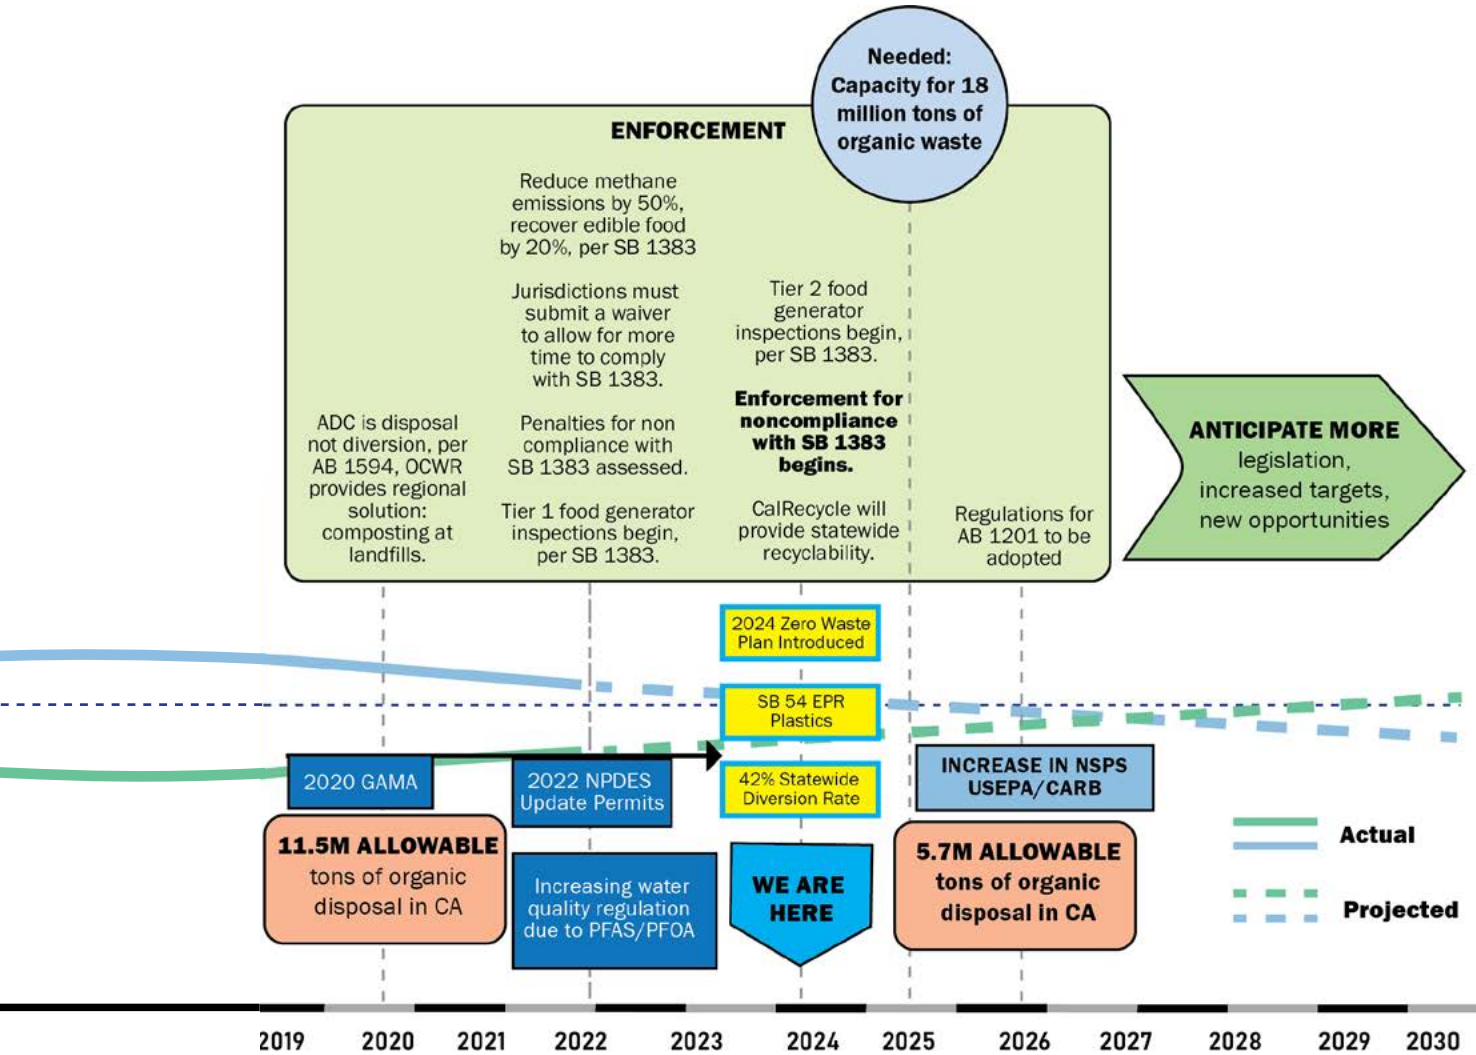 Needed:
Capacity for 18
million tons of
organic waste
ENFORCEMENT
Reduce methane
emissions by 50%,
recover edible food
by 20%, per SB 1383
Jurisdictions must
submit a waiver
to allow for more
time to comply
with SB 1383.
Penalties for non
compliance with
SB 1383 assessed.
Tier 1 food generator
inspections begin,
per SB 1383.
ADC is disposal
not diversion, per
AB 1594, OCWR
provides regional
solution:
composting at
landfills.
Tier 2 food
generator
inspections begin,
per SB 1383.
Enforcement for
noncompliance
with SB 1383
begins.
CalRecycle will
provide statewide
recyclability.
Regulations for
AB 1201 to be
adopted
ANTICIPATE MORE
legislation,
increased targets,
new opportunities
2024 Zero Waste
Plan Introduced
SB 54 EPR
Plastics
42% Statewide
Diversion Rate
2020 GAMA
2022 NPDES
Update Permits
INCREASE IN NSPS
USEPA/CARB
11.5M ALLOWABLE
tons of organic
disposal in CA
Increasing water
quality regulation
due to PFAS/PFOA
WE ARE
HERE
5.7M ALLOWABLE
tons of organic
disposal in CA
Actual
Projected
2019 2020 2021 2022 2023 2024 2025 2026 2027 2028 2029 2030